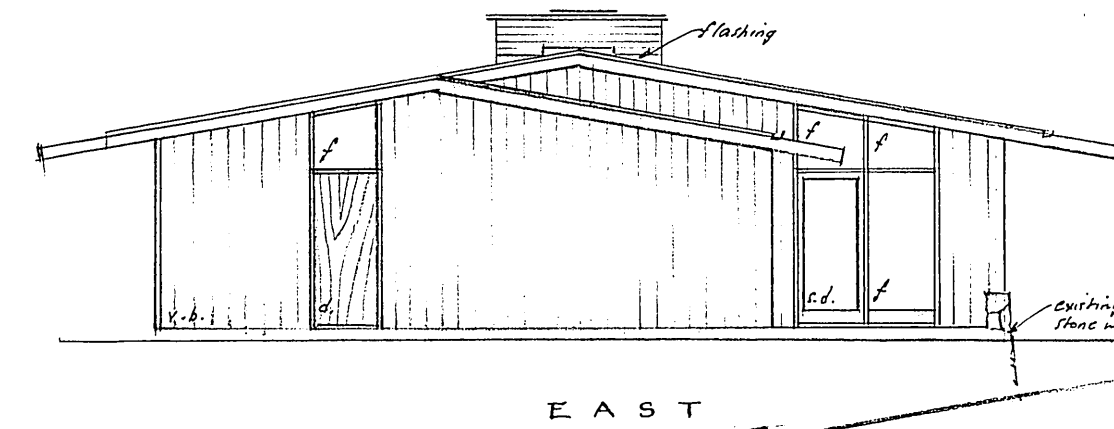 flashing
f
f
f
d.
s.d.
f
v.b.
existing
stone w
EAST